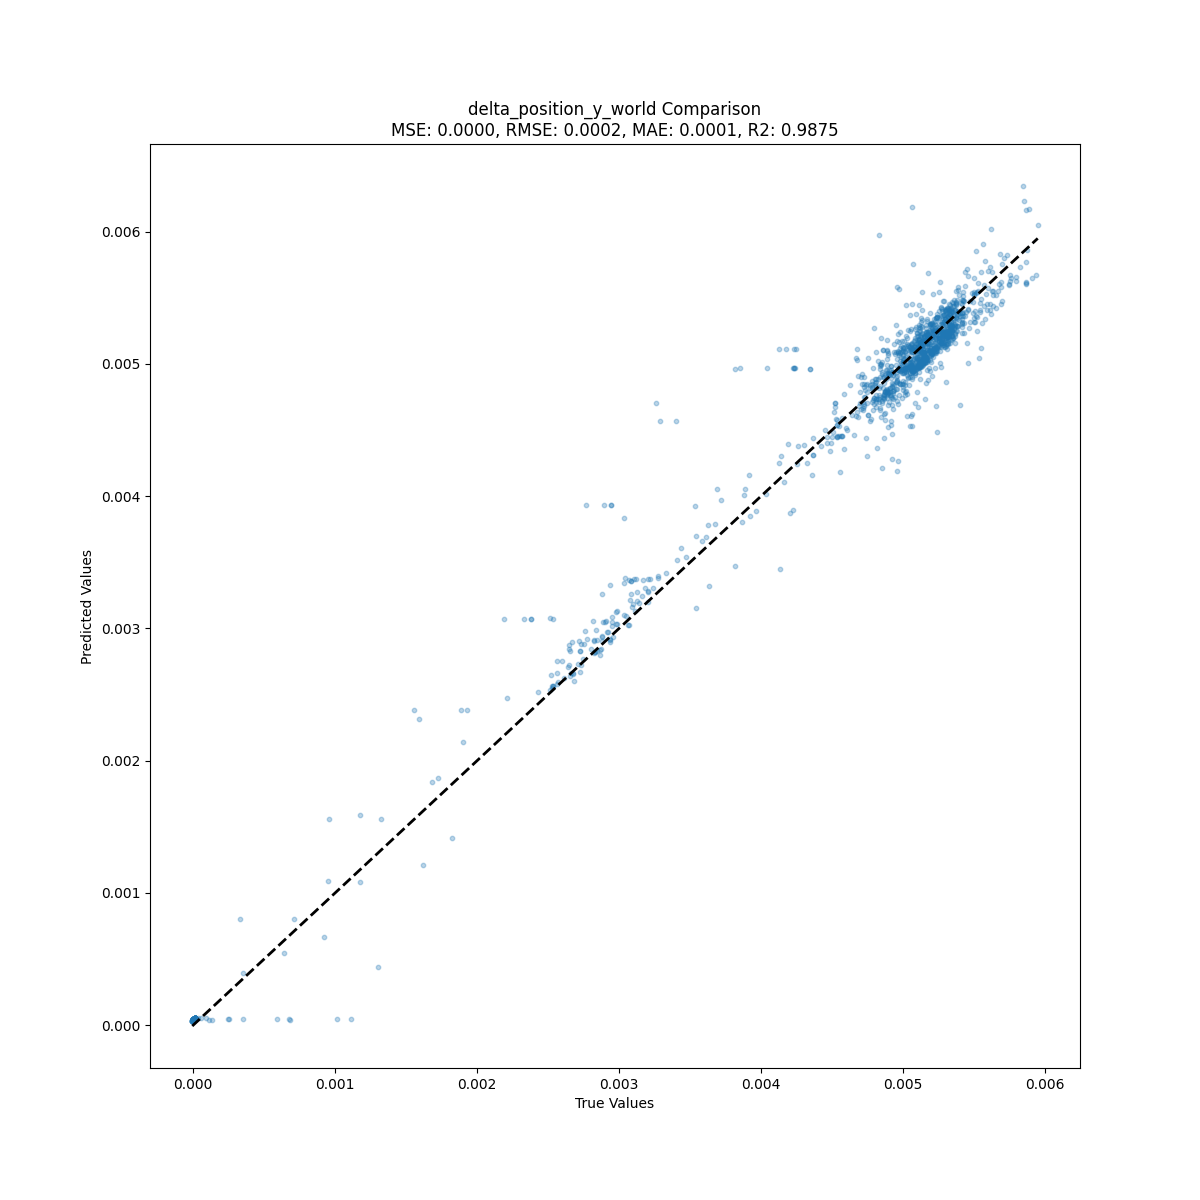 delta_position_y_world Comparison
MSE: 0.0000, RMSE: 0.0002, MAE: 0.0001, R2: 0.9875
0.006
0.005
0.004
0.003
0.002
0.001
0.000
Predicted Values
0.000 0.001 0.002 0.003 0.004 0.005 0.006
True Values